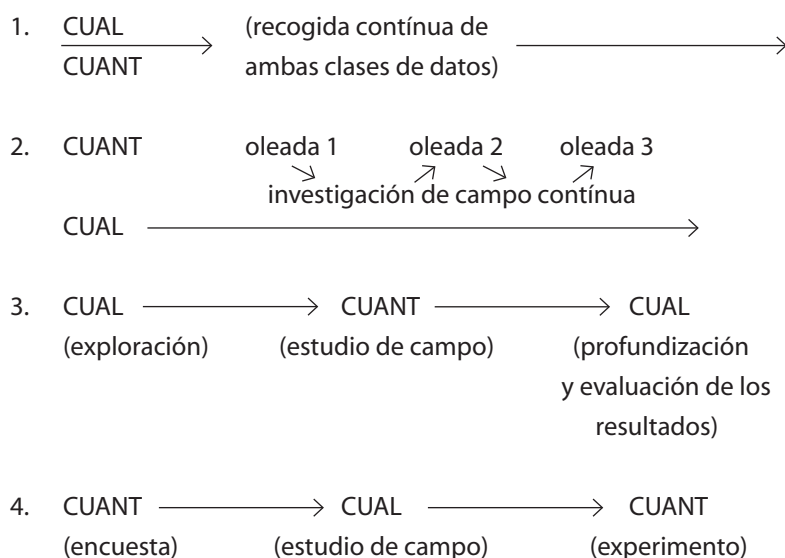 1. CUAL (recogida contínua de
CUANT ambas clases de datos)
2. CUANT oleada 1 oleada 2 oleada 3
investigación de campo contínua
CUAL
3. CUAL CUANT CUAL
(exploración) (estudio de campo) (profundización
y evaluación de los
resultados)
4. CUANT CUAL CUANT
(encuesta) (estudio de campo) (experimento)